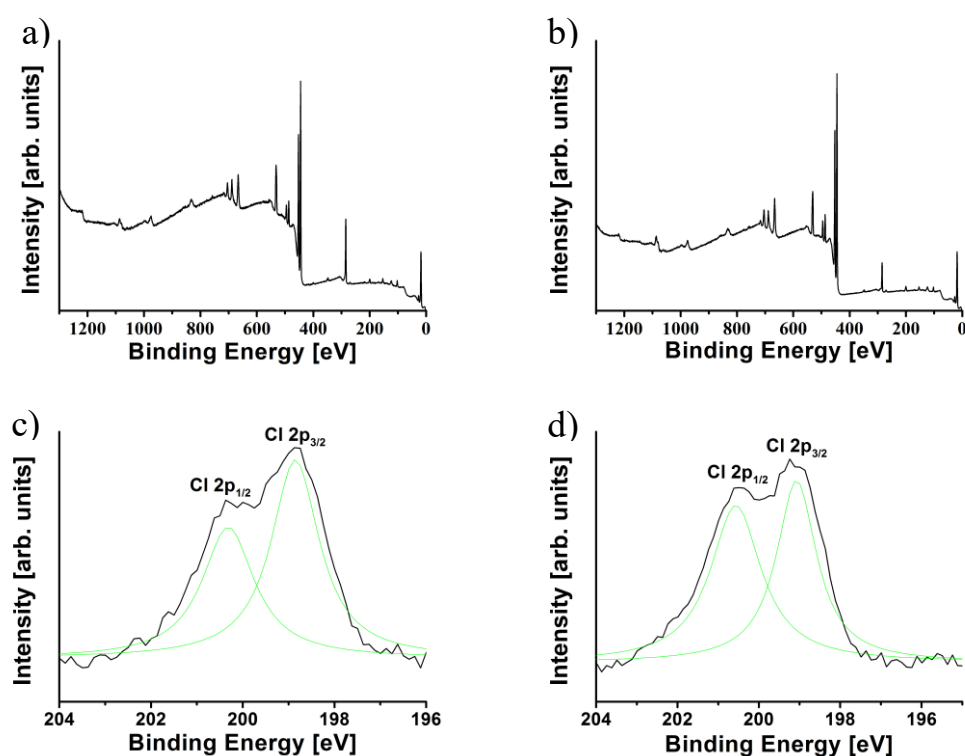 a)
Intensity [arb. units]
1200 1000 800 600 400 200 0
Binding Energy [eV]
b)
Intensity [arb. units]
1200 1000 800 600 400 200 0
Binding Energy [eV]
c)
Intensity [arb. units]
Cl 2p1/2
Cl 2p3/2
204 202 200 198 196
Binding Energy [eV]
d)
Intensity [arb. units]
Cl 2p1/2
Cl 2p3/2
204 202 200 198 196
Binding Energy [eV]